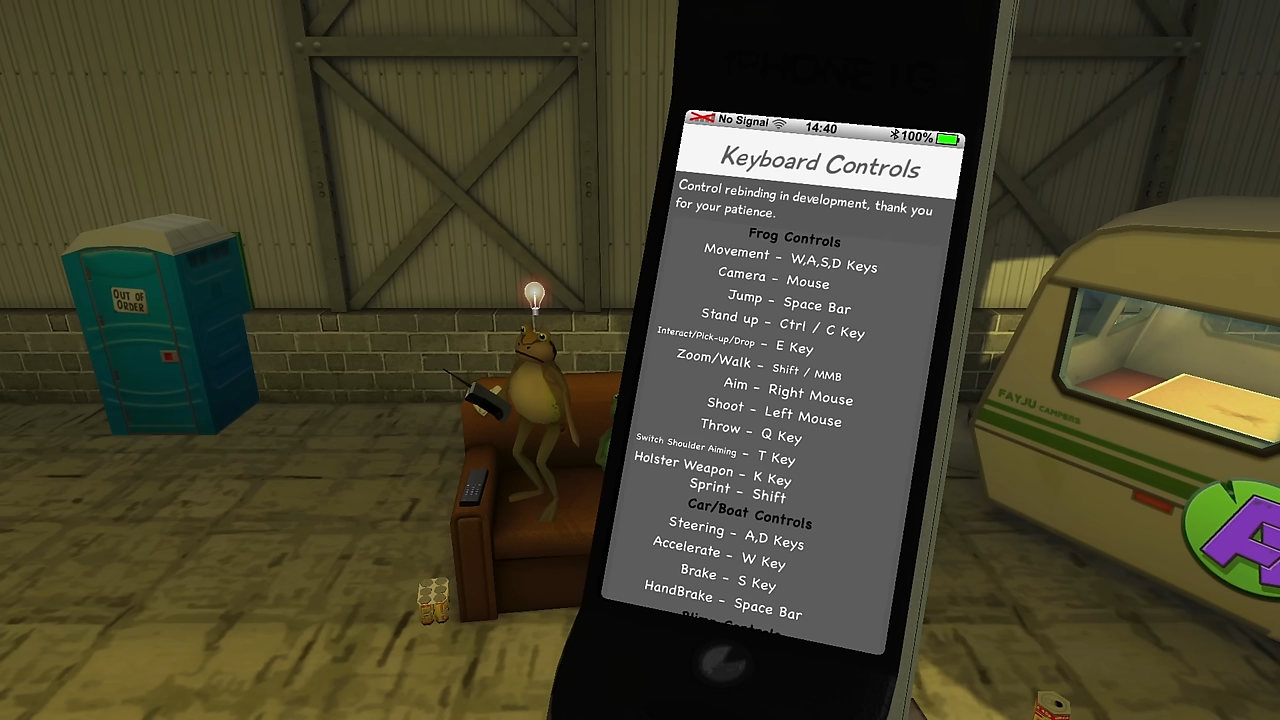 No Signal 14:40 100%
Keyboard Controls
Control rebinding in development, thank you
for your patience.
Frog Controls
Movement - W,A,S,D Keys
Camera - Mouse
Jump - Space Bar
Stand up - Ctrl / C Key
Interact/Pick-up/Drop - E Key
Zoom/Walk - Shift / MMB
Aim - Right Mouse
Shoot - Left Mouse
Throw - Q Key
Switch Shoulder Aiming - T Key
Holster Weapon - K Key
Sprint - Shift
Car/Boat Controls
Steering - A,D Keys
Accelerate - W Key
Brake - S Key
HandBrake - Space Bar
OUT OF
ORDER
FAYJU CAMPERS